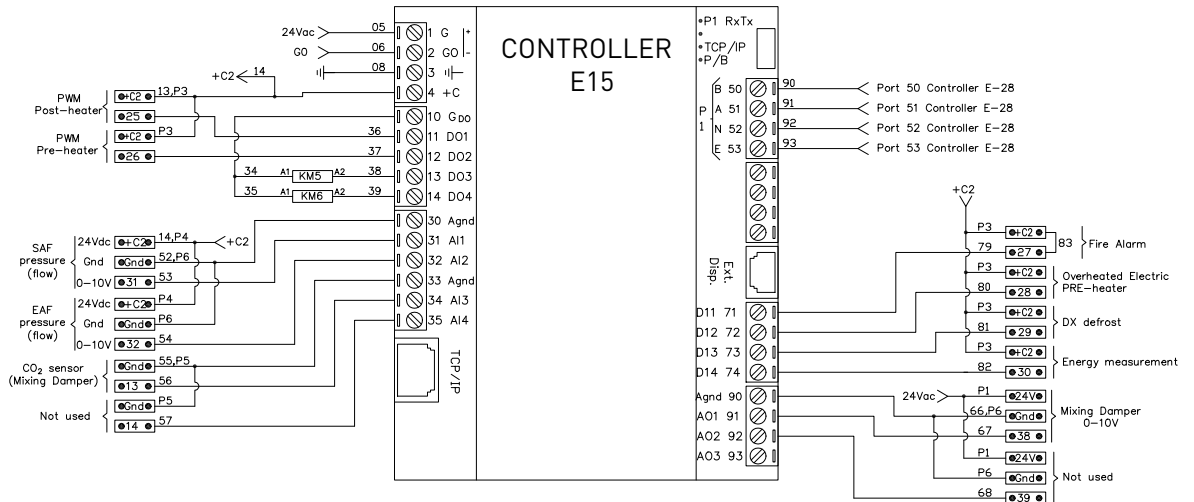 CONTROLLER
E15
24Vac 05 1 G +
G0 06 2 G0 -
08 3
+C2 14 4 +C
PWM
Post-heater
+C2 13,P3
25
PWM
Pre-heater
+C2 P3
26
10 GDO
36 11 DO1
37 12 DO2
34 A1 KM5 A2 38 13 DO3
35 A1 KM6 A2 39 14 DO4
30 Agnd
31 AI1
32 AI2
33 Agnd
34 AI3
35 AI4
SAF
pressure
(flow)
24Vdc +C2 14,P4 +C2
Gnd Gnd 52,P6
0-10V 31 53
EAF
pressure
(flow)
24Vdc +C2 P4
Gnd Gnd P6
0-10V 32 54
CO2 sensor
(Mixing Damper)
Gnd 55,P5
13 56
Not used
Gnd P5
14 57
TCP/IP
P1 RxTx
TCP/IP
P/B
P1
B 50 90 Port 50 Controller E-28
A 51 91 Port 51 Controller E-28
N 52 92 Port 52 Controller E-28
E 53 93 Port 53 Controller E-28
Ext.
Disp.
D11 71
D12 72
D13 73
D14 74
Agnd 90
AO1 91
AO2 92
AO3 93
+C2
P3 +C2
79 27
83 Fire Alarm
P3 +C2
80 28
Overheated Electric
PRE-heater
P3 +C2
81 29
DX defrost
P3 +C2
82 30
Energy measurement
24Vac P1 24V
66,P6 Gnd
67 38
Mixing Damper
0-10V
P1 24V
P6 Gnd
68 39
Not used